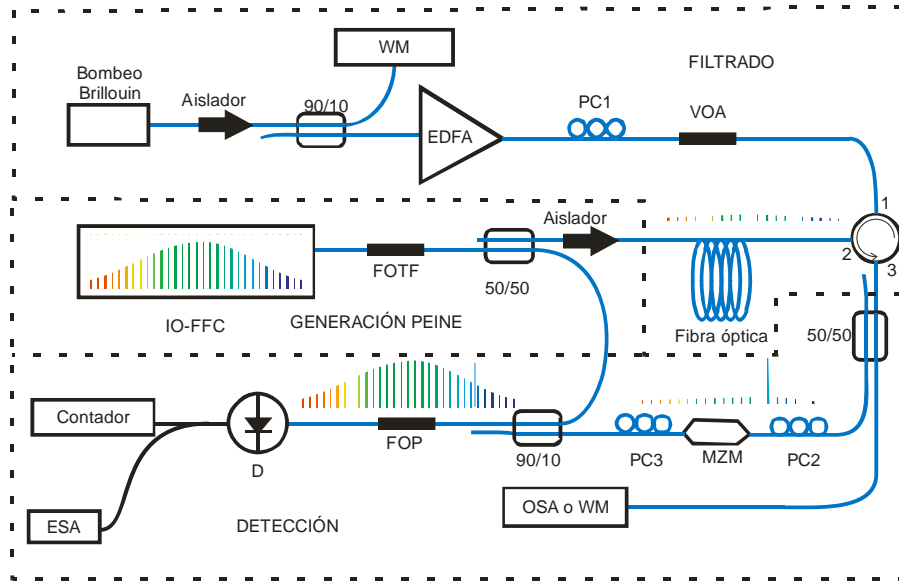 WM
FILTRADO
Bombeo
Brillouin
Aislador
90/10
PC1
VOA
EDFA
1
Aislador
2
3
FOTF
50/50
IO-FFC
GENERACIÓN PEINE
Fibra óptica
50/50
Contador
D
FOP
90/10
PC3
MZM
PC2
ESA
DETECCIÓN
OSA o WM